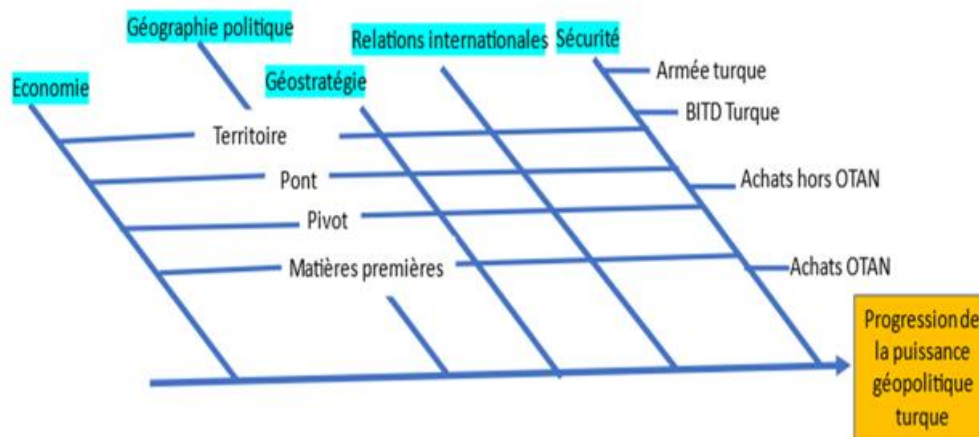 Géographie politique
Relations internationales
Sécurité
Economie
Géostratégie
Armée turque
BITD Turque
Territoire
Pont
Achats hors OTAN
Pivot
Matières premières
Achats OTAN
Progression de
la puissance
géopolitique
turque